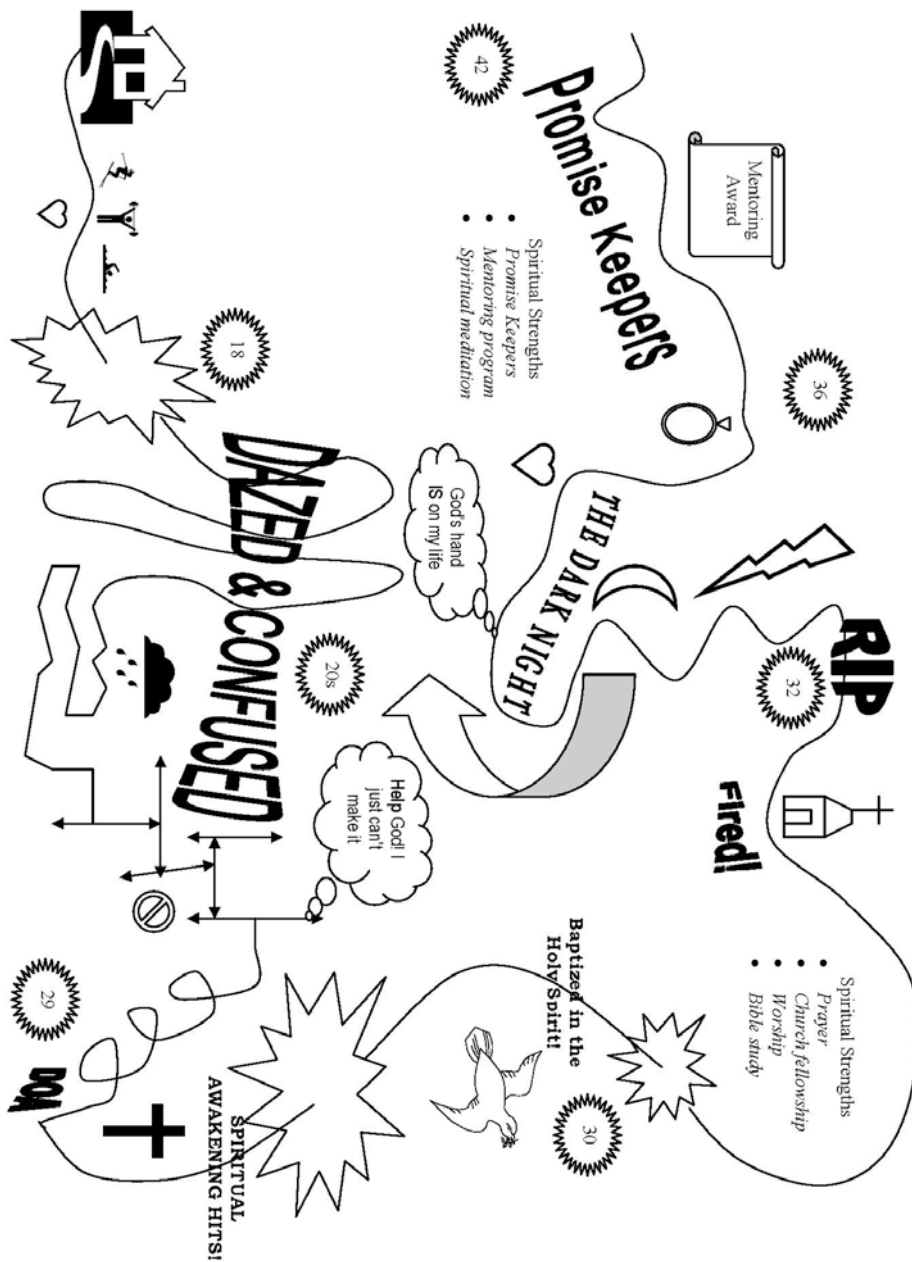 RIP
Spiritual Strengths
• Prayer
• Church fellowship
• Worship
• Bible study
36
32
Mentoring
Award
Fired!
Promise Keepers
THE DARK NIGHT
Baptized in the
Holy Spirit!
30
42
Spiritual Strengths
• Promise Keepers
• Mentoring program
• Spiritual meditation
God's hand
IS on my life
Help God! I
just can't
make it
20s
18
DAZED & CONFUSED
SPIRITUAL
AWAKENING HITS!
29
DOA